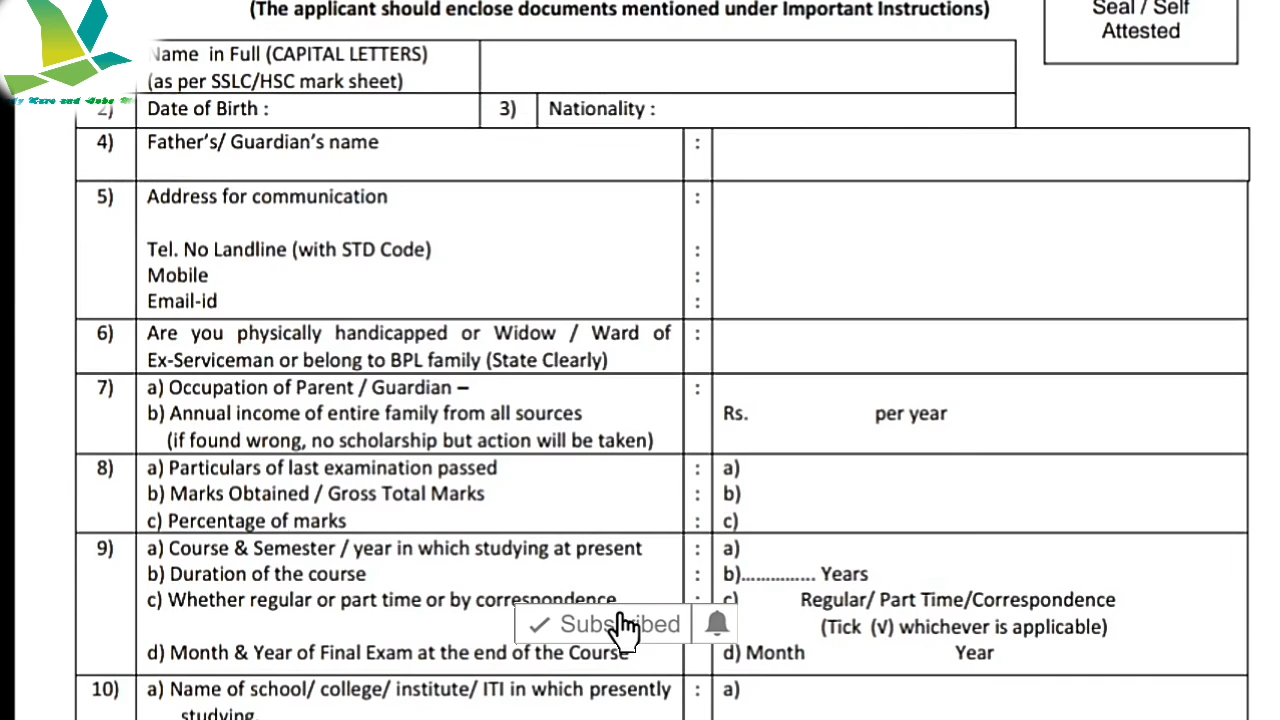 (The applicant should enclose documents mentioned under Important Instructions)
Seal / Self
Attested
Name in Full (CAPITAL LETTERS)
(as per SSLC/HSC mark sheet)
2) Date of Birth : 3) Nationality :
4) Father's/ Guardian's name :
5) Address for communication :
Tel. No Landline (with STD Code) :
Mobile :
Email-id :
6) Are you physically handicapped or Widow / Ward of :
Ex-Serviceman or belong to BPL family (State Clearly)
7) a) Occupation of Parent / Guardian – :
b) Annual income of entire family from all sources Rs. per year
(if found wrong, no scholarship but action will be taken)
8) a) Particulars of last examination passed : a)
b) Marks Obtained / Gross Total Marks : b)
c) Percentage of marks : c)
9) a) Course & Semester / year in which studying at present : a)
b) Duration of the course : b)............... Years
c) Whether regular or part time or by correspondence : c) Regular/ Part Time/Correspondence
Subscribed
(Tick (V) whichever is applicable)
d) Month & Year of Final Exam at the end of the Course d) Month Year
10) a) Name of school/ college/ institute/ ITI in which presently : a)
studying.